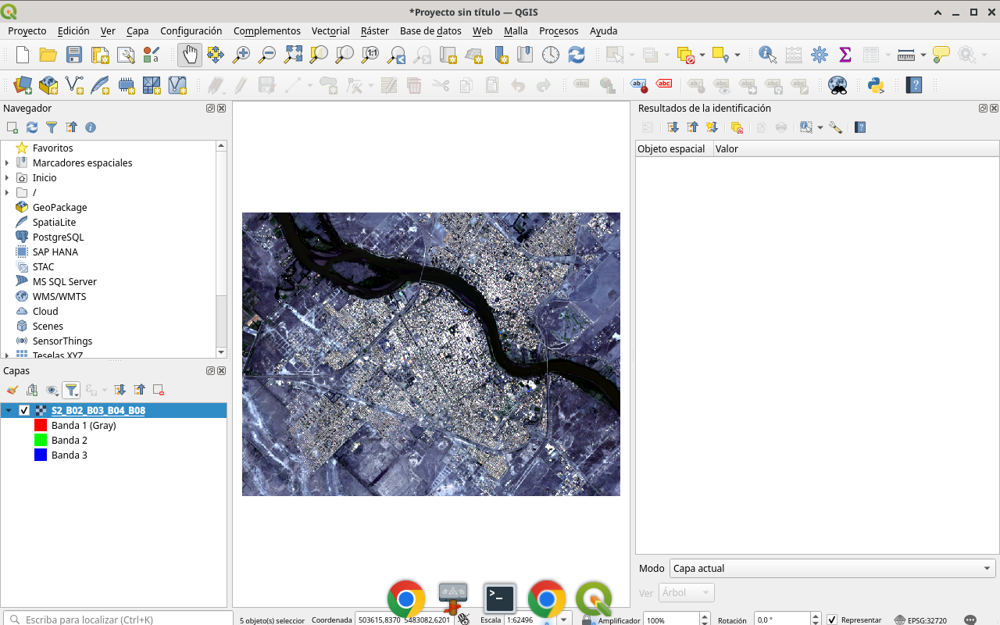 *Proyecto sin título — QGIS
Proyecto Edición Ver Capa Configuración Complementos Vectorial Ráster Base de datos Web Malla Procesos Ayuda
Navegador
Favoritos
Marcadores espaciales
Inicio
/
GeoPackage
SpatiaLite
PostgreSQL
SAP HANA
STAC
MS SQL Server
WMS/WMTS
Cloud
Scenes
SensorThings
Teselas XYZ
Capas
S2_B02_B03_B04_B08
Banda 1 (Gray)
Banda 2
Banda 3
Resultados de la identificación
Objeto espacial Valor
Modo Capa actual
Ver Árbol
Escriba para localizar (Ctrl+K)
5 objeto(s) seleccior Coordenada 503615,8370 5483082,6201 Escala 1:62496 Amplificador 100% Rotación 0,0 ° Representar EPSG:32720